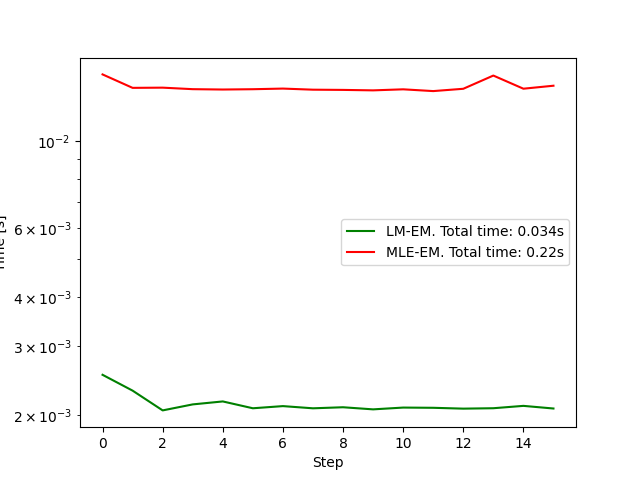 10⁻²
6 × 10⁻³
4 × 10⁻³
3 × 10⁻³
2 × 10⁻³
LM-EM. Total time: 0.034s
MLE-EM. Total time: 0.22s
0 2 4 6 8 10 12 14
Step